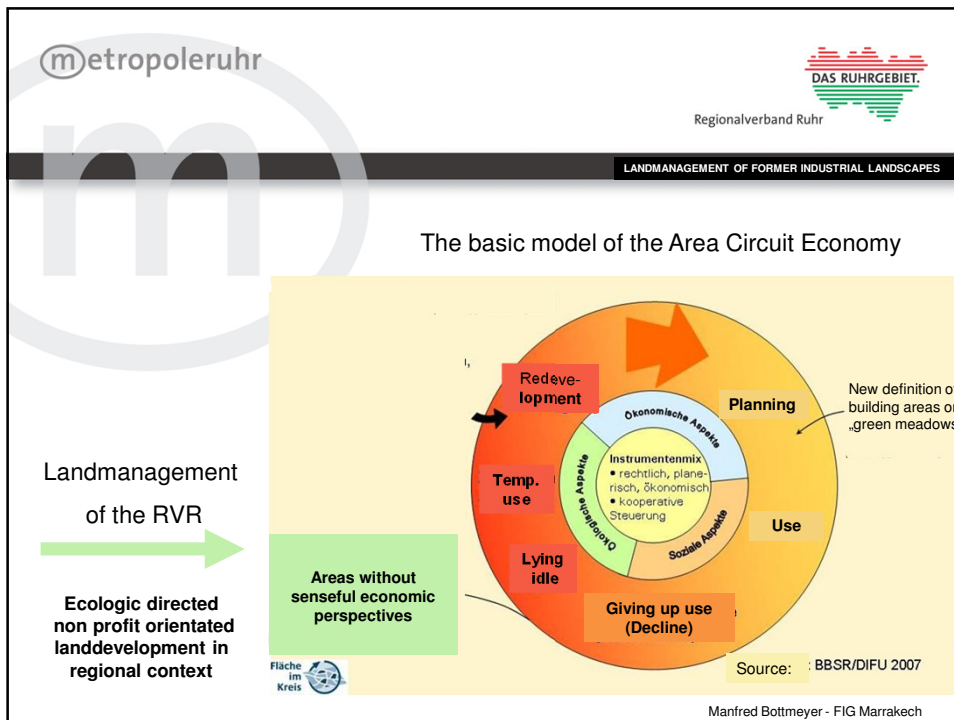 metropoleruhr
DAS RUHRGEBIET.
Regionalverband Ruhr
LANDMANAGEMENT OF FORMER INDUSTRIAL LANDSCAPES
The basic model of the Area Circuit Economy
Redeve-
lopment
Planning
New definition of
building areas on
„green meadows
Ökonomische Aspekte
Instrumentenmix
• rechtlich, plane-
risch, ökonomisch
• kooperative
Steuerung
Ökologische Aspekte
Soziale Aspekte
Temp.
use
Use
Lying
idle
Giving up use
(Decline)
Landmanagement
of the RVR
Areas without
senseful economic
perspectives
Ecologic directed
non profit orientated
landdevelopment in
regional context
Fläche
im
Kreis
Source: : BBSR/DIFU 2007
Manfred Bottmeyer - FIG Marrakech